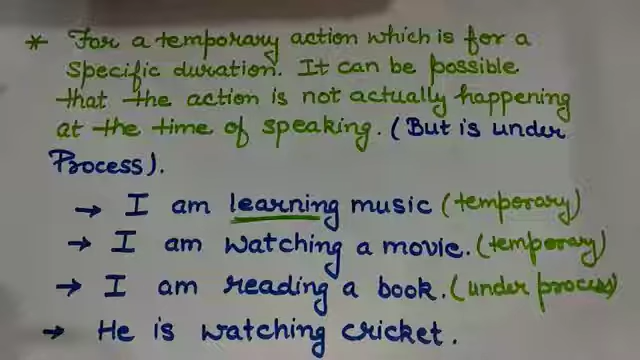 * For a temporary action which is for a
specific duration. It can be possible
that the action is not actually happening
at the time of speaking. (But is under
Process).
→ I am learning music (temporary)
→ I am watching a movie. (temporary)
→ I am reading a book. (under process)
→ He is watching cricket.